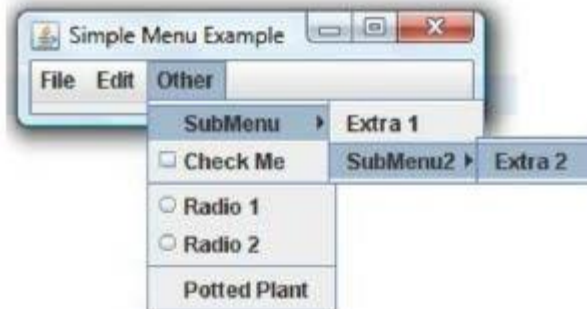 Simple Menu Example
File Edit Other
SubMenu Extra 1
Check Me SubMenu2 Extra 2
Radio 1
Radio 2
Potted Plant